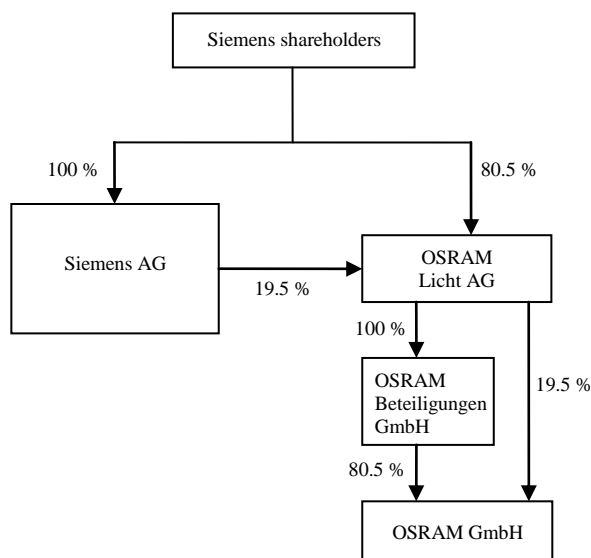 Siemens shareholders
100 %
80.5 %
Siemens AG
OSRAM
Licht AG
19.5 %
100 %
OSRAM
Beteiligungen
GmbH
19.5 %
80.5 %
OSRAM GmbH